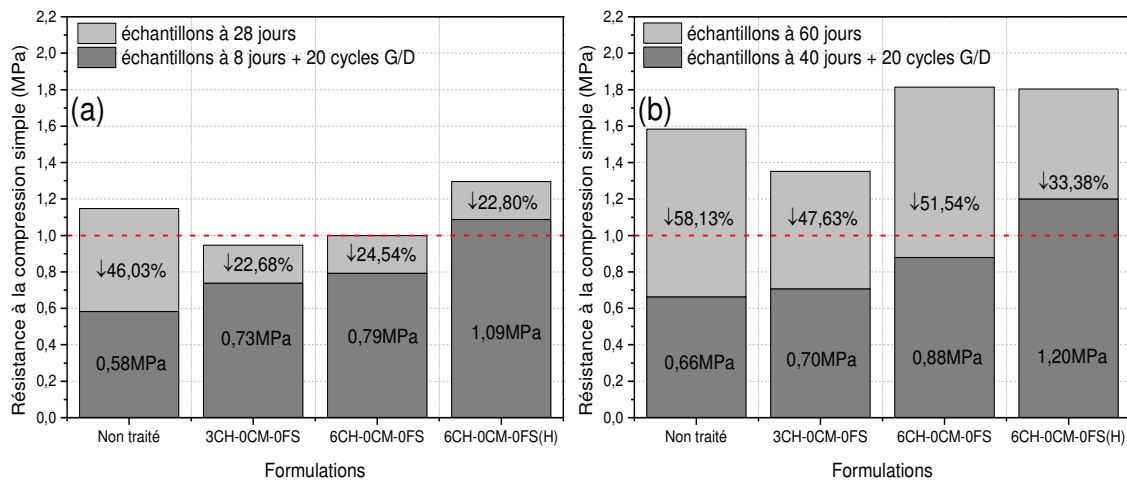 Résistance à la compression simple (MPa)
2,2
2,0
1,8
1,6
1,4
1,2
1,0
0,8
0,6
0,4
0,2
0,0
échantillons à 28 jours
échantillons à 8 jours + 20 cycles G/D
(a)
↓46,03%
↓22,68%
↓24,54%
↓22,80%
0,58MPa
0,73MPa
0,79MPa
1,09MPa
Non traité
3CH-0CM-0FS
6CH-0CM-0FS
6CH-0CM-0FS(H)
Formulations
Résistance à la compression simple (MPa)
2,2
2,0
1,8
1,6
1,4
1,2
1,0
0,8
0,6
0,4
0,2
0,0
échantillons à 60 jours
échantillons à 40 jours + 20 cycles G/D
(b)
↓58,13%
↓47,63%
↓51,54%
↓33,38%
0,66MPa
0,70MPa
0,88MPa
1,20MPa
Non traité
3CH-0CM-0FS
6CH-0CM-0FS
6CH-0CM-0FS(H)
Formulations